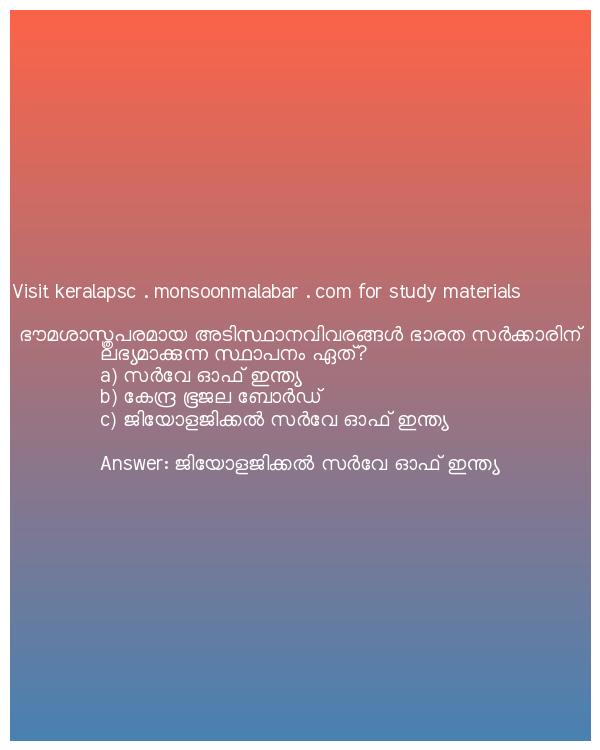 Visit keralapsc . monsoonmalabar . com for study materials
ഭൗമശാസ്ത്രപരമായ അടിസ്ഥാനവിവരങ്ങൾ ഭാരത സർക്കാരിന്
ലഭ്യമാക്കുന്ന സ്ഥാപനം ഏത്?
a) സർവേ ഓഫ് ഇന്ത്യ
b) കേന്ദ്ര ഭൂജല ബോർഡ്
c) ജിയോളജിക്കൽ സർവേ ഓഫ് ഇന്ത്യ
Answer: ജിയോളജിക്കൽ സർവേ ഓഫ് ഇന്ത്യ